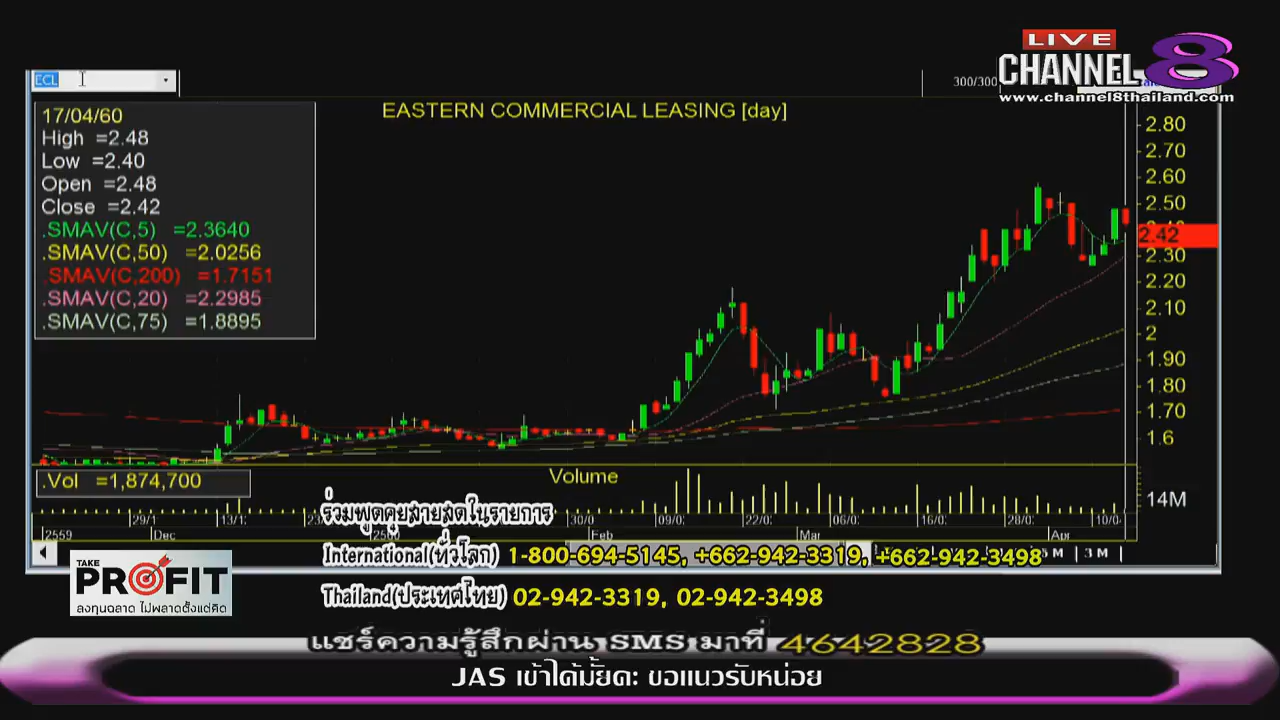 LIVE
CHANNEL 8
www.channel8thailand.com
ECL
300/300
EASTERN COMMERCIAL LEASING [day]
17/04/60
High =2.48
Low =2.40
Open =2.48
Close =2.42
.SMAV(C,5) =2.3640
.SMAV(C,50) =2.0256
.SMAV(C,200) =1.7151
.SMAV(C,20) =2.2985
.SMAV(C,75) =1.8895
2.80
2.70
2.60
2.50
2.42
2.30
2.20
2.10
2
1.90
1.80
1.70
1.6
.Vol =1,874,700
Volume
14M
29/1 13/1 30/0 09/0 22/0 06/0 16/0 28/0 10/0
2559 Dec Feb Mar Apr
3 M
ร่วมพูดคุยสายสดในรายการ
International(ทั่วโลก) 1-800-694-5145, +662-942-3319, +662-942-3498
Thailand(ประเทศไทย) 02-942-3319, 02-942-3498
TAKE
PROFIT
ลงทุนฉลาด ไม่พลาดตั้งแต่คิด
แชร์ความรู้สึกผ่าน SMS มาที่ 4642828
JAS เข้าได้มั้ยคะ ขอแนวรับหน่อย